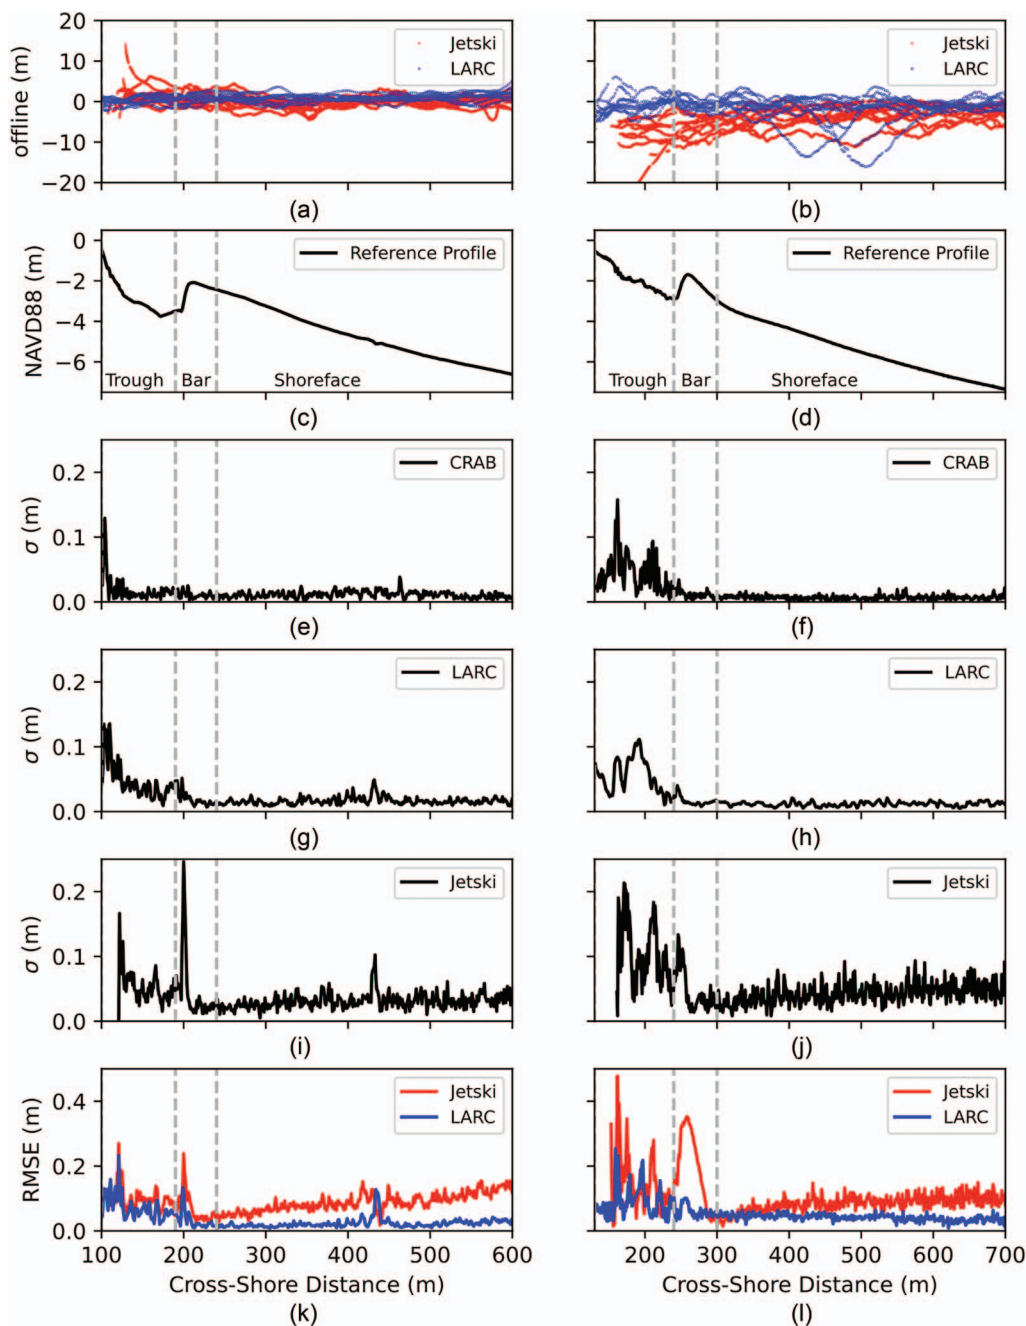 20
10
0
−10
−20
offline (m)
Jetski
LARC
(a)
Jetski
LARC
(b)
0
−2
−4
−6
NAVD88 (m)
Reference Profile
Trough Bar Shoreface
(c)
Reference Profile
Trough Bar Shoreface
(d)
0.2
0.1
0.0
σ (m)
CRAB
(e)
CRAB
(f)
0.2
0.1
0.0
σ (m)
LARC
(g)
LARC
(h)
0.2
0.1
0.0
σ (m)
Jetski
(i)
Jetski
(j)
0.4
0.2
0.0
RMSE (m)
Jetski
LARC
100 200 300 400 500 600
Cross-Shore Distance (m)
(k)
Jetski
LARC
200 300 400 500 600 700
Cross-Shore Distance (m)
(l)